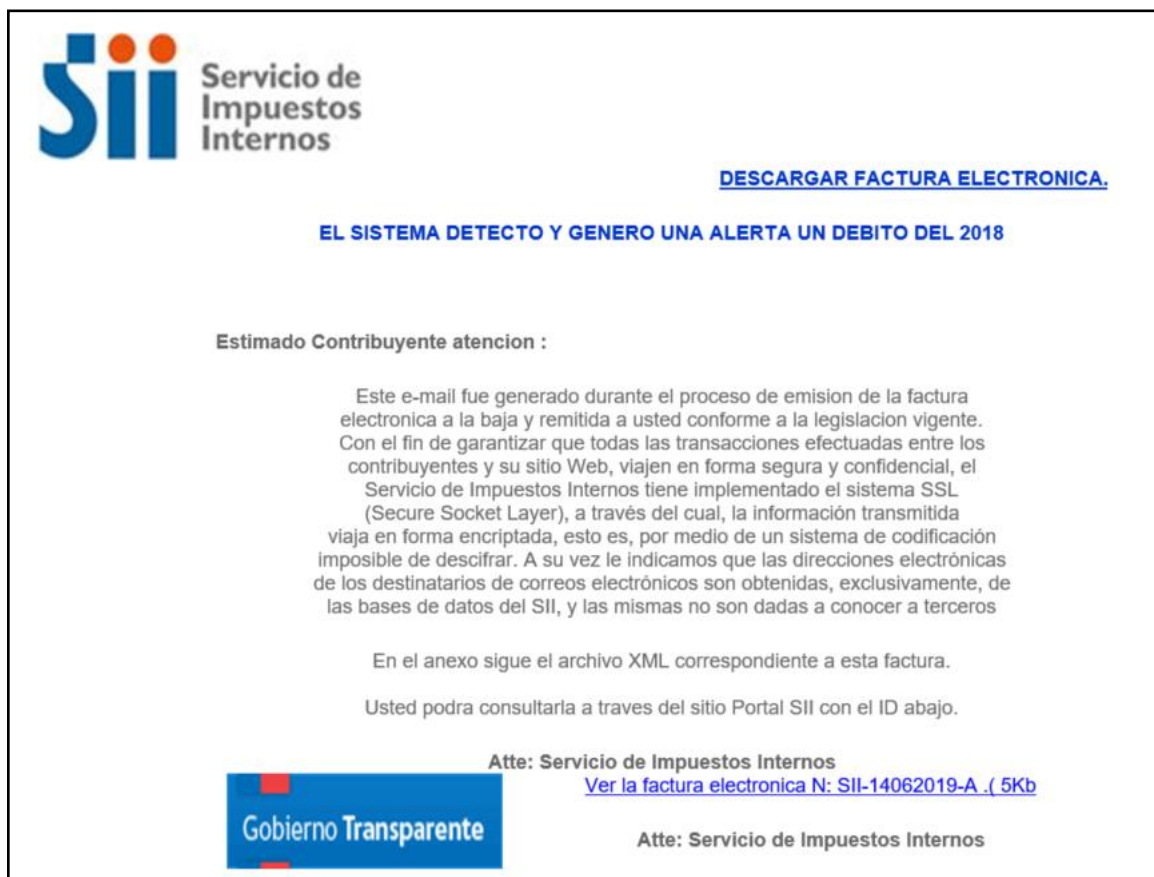 Sii Servicio de
Impuestos
Internos
DESCARGAR FACTURA ELECTRONICA.
EL SISTEMA DETECTO Y GENERO UNA ALERTA UN DEBITO DEL 2018
Estimado Contribuyente atencion :
Este e-mail fue generado durante el proceso de emision de la factura
electronica a la baja y remitida a usted conforme a la legislacion vigente.
Con el fin de garantizar que todas las transacciones efectuadas entre los
contribuyentes y su sitio Web, viajen en forma segura y confidencial, el
Servicio de Impuestos Internos tiene implementado el sistema SSL
(Secure Socket Layer), a través del cual, la información transmitida
viaja en forma encriptada, esto es, por medio de un sistema de codificación
imposible de descifrar. A su vez le indicamos que las direcciones electrónicas
de los destinatarios de correos electrónicos son obtenidas, exclusivamente, de
las bases de datos del SII, y las mismas no son dadas a conocer a terceros
En el anexo sigue el archivo XML correspondiente a esta factura.
Usted podra consultarla a traves del sitio Portal SII con el ID abajo.
Atte: Servicio de Impuestos Internos
Ver la factura electronica N: SII-14062019-A .( 5Kb
Gobierno Transparente
Atte: Servicio de Impuestos Internos